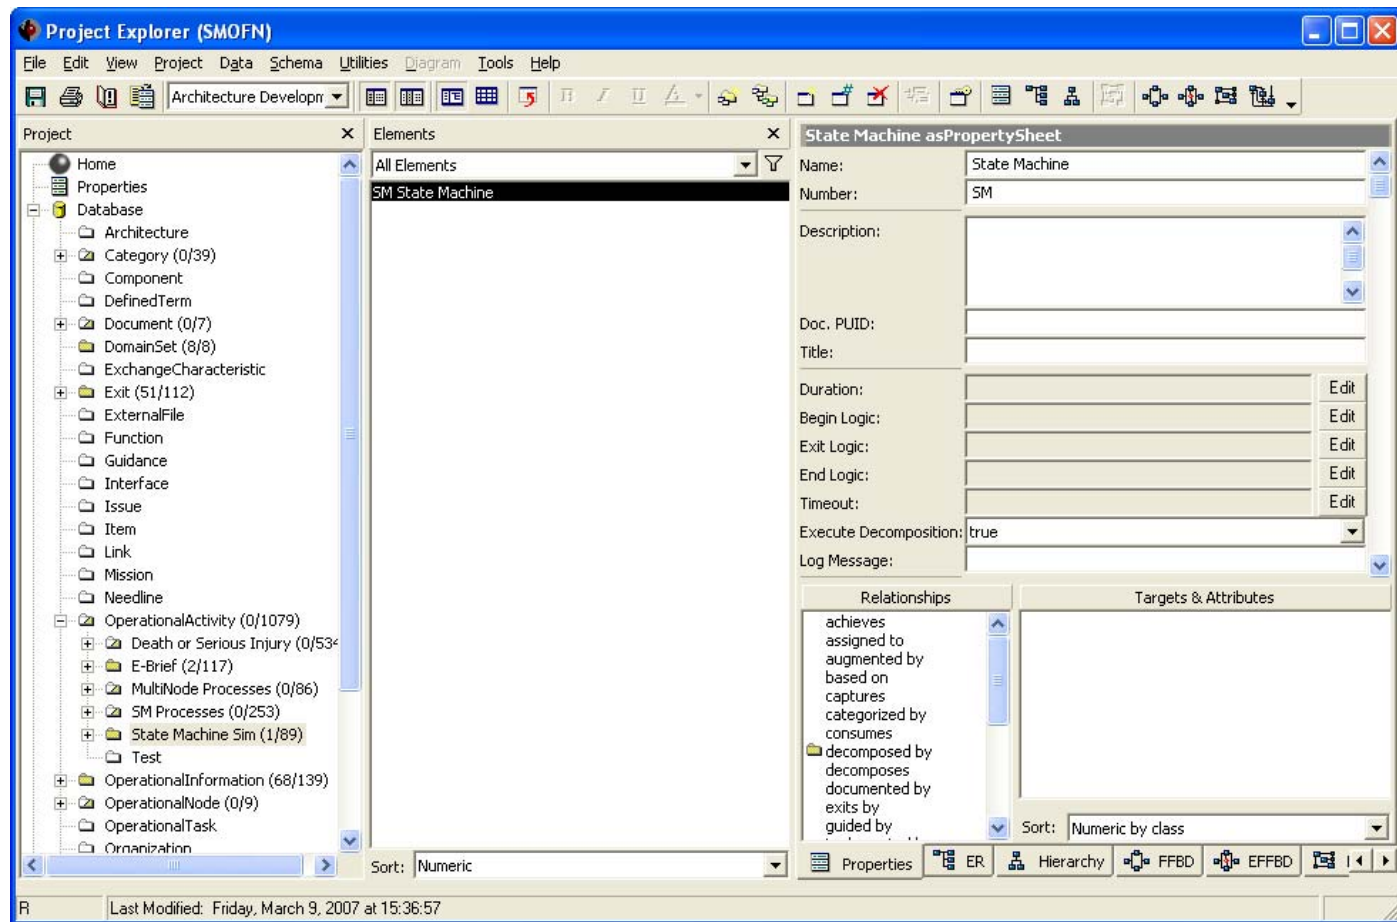 Project Explorer (SMOFN)
File Edit View Project Data Schema Utilities Diagram Tools Help
Architecture Developm
Project
Home
Properties
Database
Architecture
Category (0/39)
Component
DefinedTerm
Document (0/7)
DomainSet (8/8)
ExchangeCharacteristic
Exit (51/112)
ExternalFile
Function
Guidance
Interface
Issue
Item
Link
Mission
Needline
OperationalActivity (0/1079)
Death or Serious Injury (0/534
E-Brief (2/117)
MultiNode Processes (0/86)
SM Processes (0/253)
State Machine Sim (1/89)
Test
OperationalInformation (68/139)
OperationalNode (0/9)
OperationalTask
Organization
Elements
All Elements
SM State Machine
Sort: Numeric
State Machine asPropertySheet
Name: State Machine
Number: SM
Description:
Doc. PUID:
Title:
Duration: Edit
Begin Logic: Edit
Exit Logic: Edit
End Logic: Edit
Timeout: Edit
Execute Decomposition: true
Log Message:
Relationships
achieves
assigned to
augmented by
based on
captures
categorized by
consumes
decomposed by
decomposes
documented by
exits by
guided by
Targets & Attributes
Sort: Numeric by class
Properties ER Hierarchy FFBD EFFBD
R Last Modified: Friday, March 9, 2007 at 15:36:57